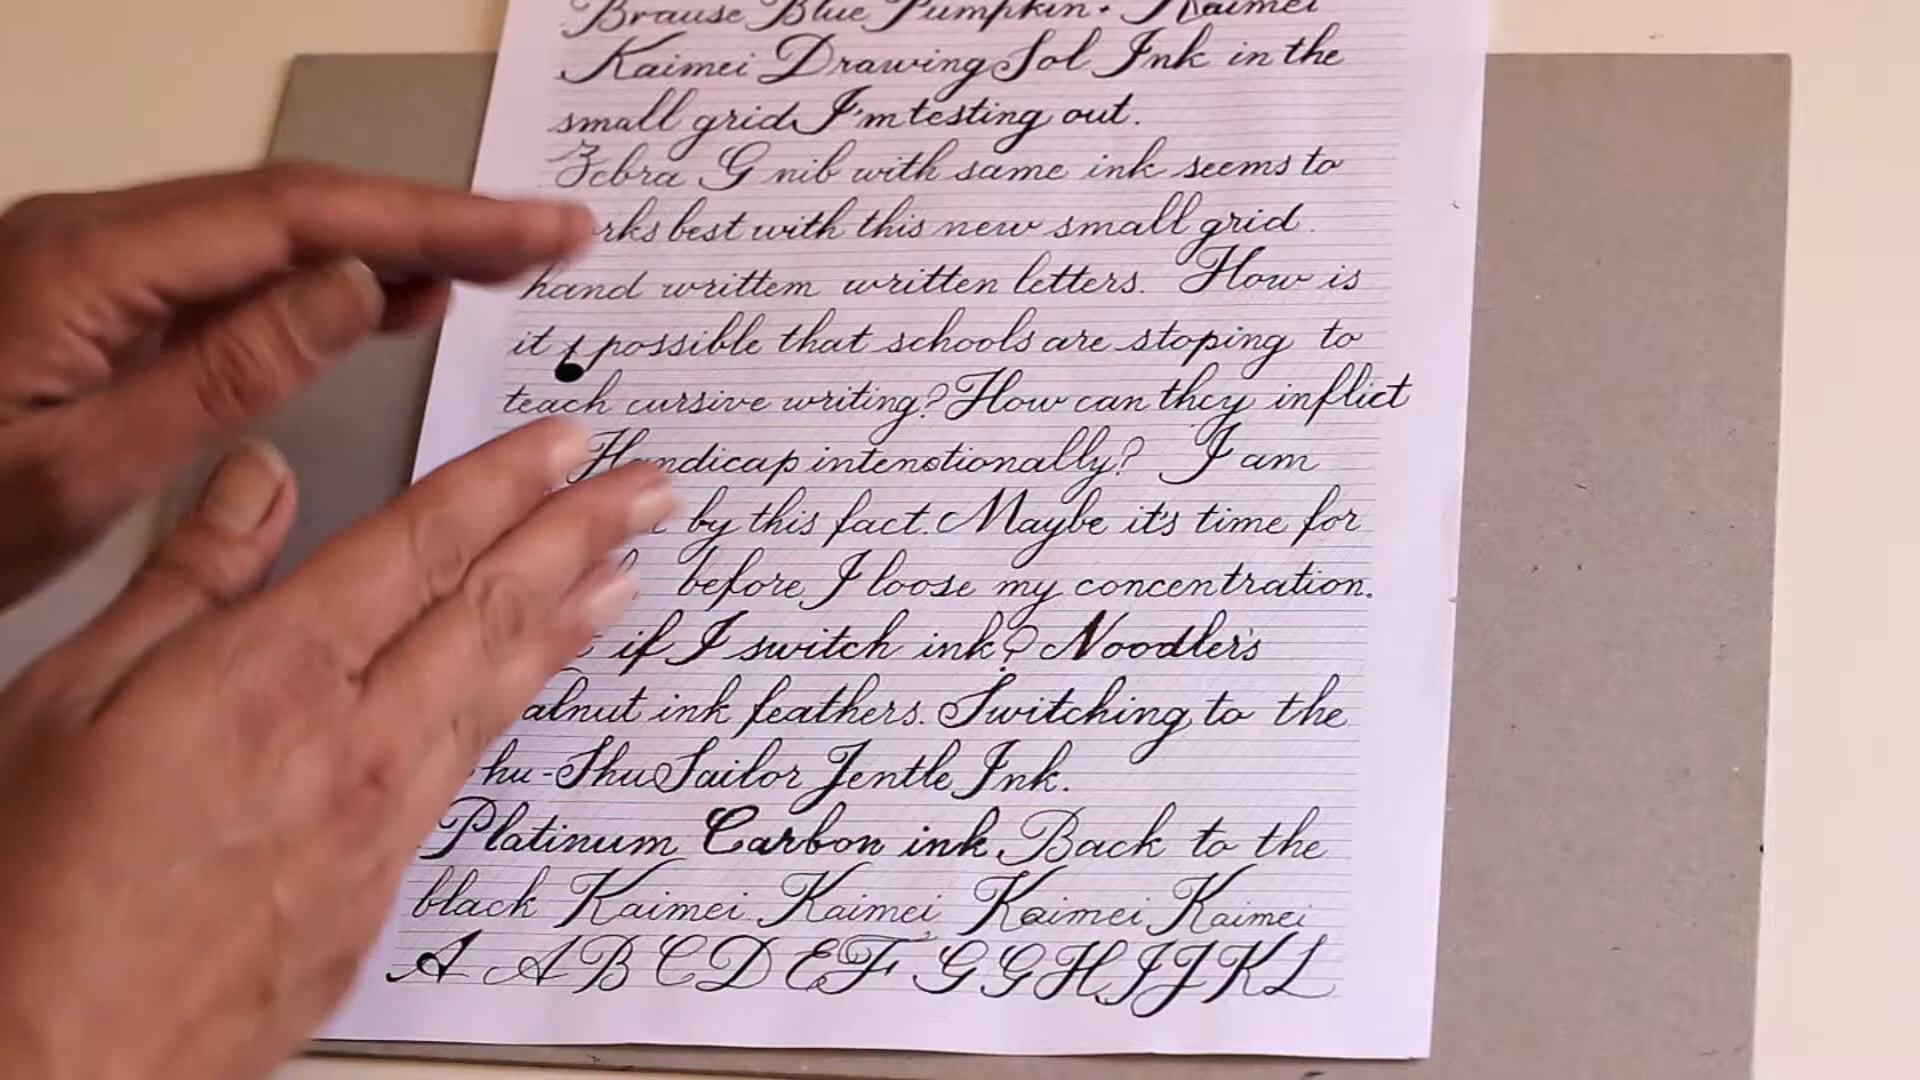 Brause Blue Pumpkin. Kaimei
Kaimei Drawing Sol Ink in the
small grid I'm testing out.
Zebra G nib with same ink seems to
best with this new small grid.
hand writtem written letters. How is
it possible that schools are stoping to
teach cursive writing? How can they inflict
Handicap intenotionally? I am
by this fact. Maybe it's time for
before I loose my concentration.
if I switch ink? Noodler's
ink feathers. Switching to the
Shu Sailor Jentle Ink.
Platinum Carbon ink Back to the
black Kaimei Kaimei Kaimei Kaimei
A A B C D E F G G H I J K L